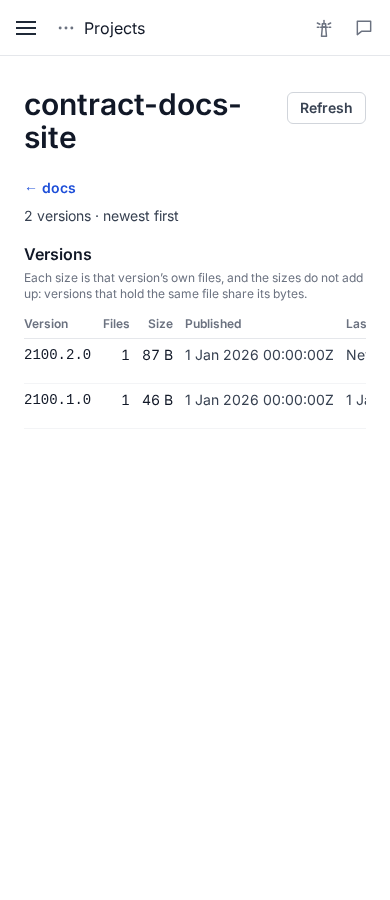 Projects
contract-docs-
site
Refresh
← docs
2 versions · newest first
Versions
Each size is that version’s own files, and the sizes do not add
up: versions that hold the same file share its bytes.
Version Files Size Published
2100.2.0 1 87 B 1 Jan 2026 00:00:00Z
2100.1.0 1 46 B 1 Jan 2026 00:00:00Z